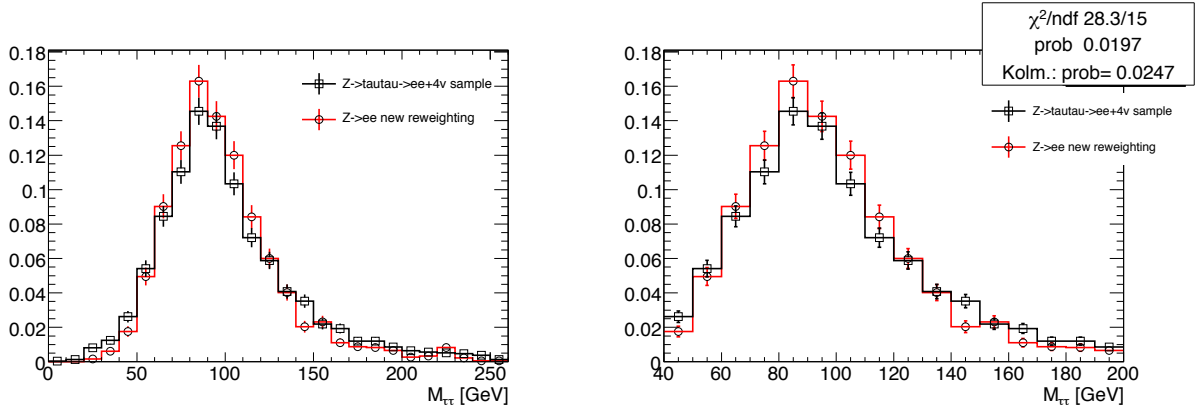 0.18
0.16
0.14
0.12
0.1
0.08
0.06
0.04
0.02
0
0 50 100 150 200 250
M_ττ [GeV]
Z->tautau->ee+4v sample
Z->ee new reweighting
χ²/ndf 28.3/15
prob 0.0197
Kolm.: prob= 0.0247
0.18
0.16
0.14
0.12
0.1
0.08
0.06
0.04
0.02
0
40 60 80 100 120 140 160 180 200
M_ττ [GeV]
Z->tautau->ee+4v sample
Z->ee new reweighting